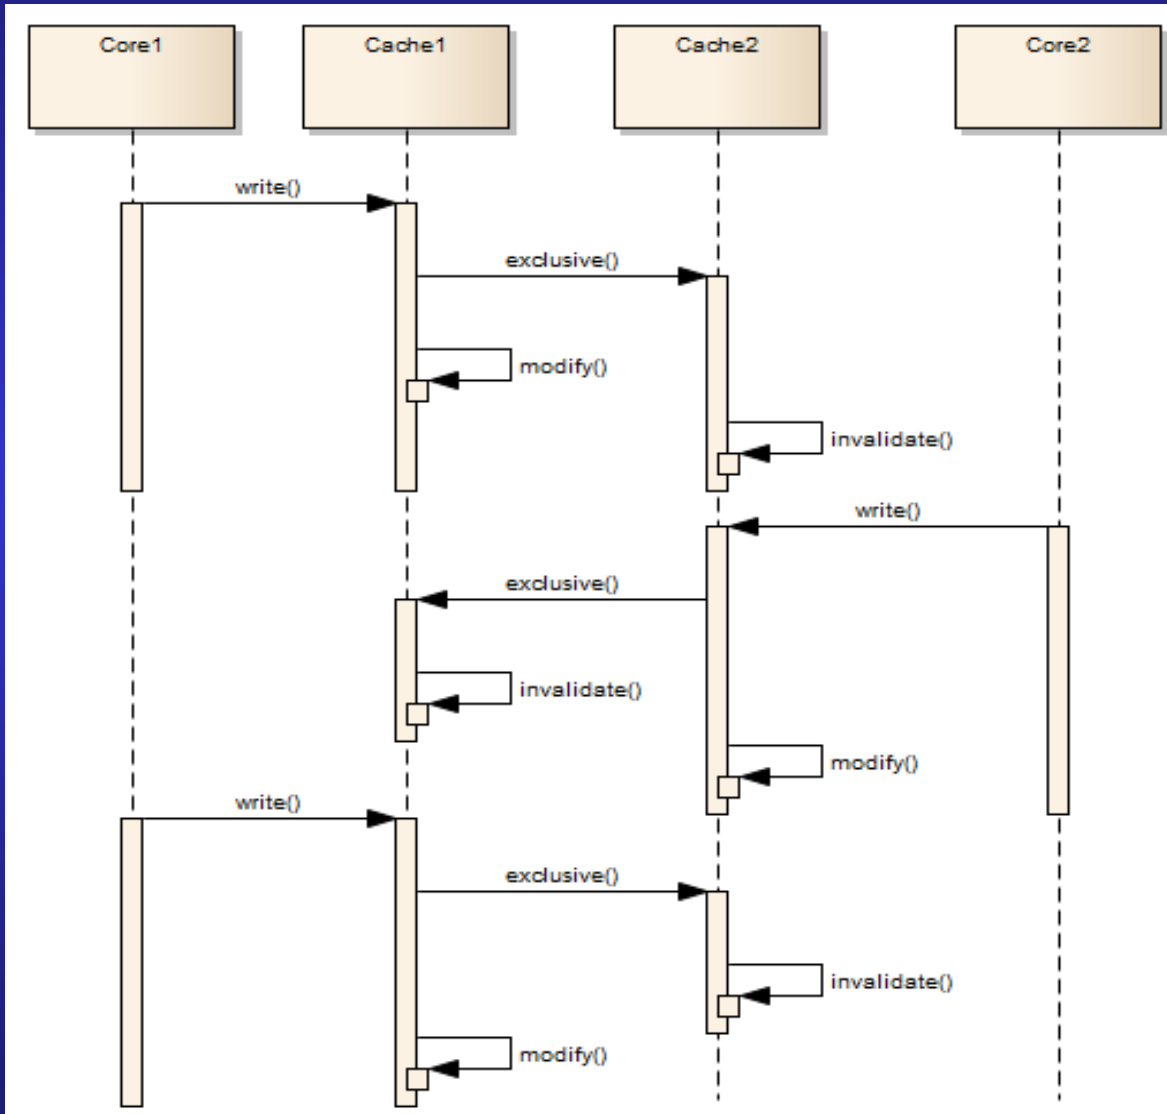 Core1
Cache1
Cache2
Core2
write()
exclusive()
modify()
invalidate()
write()
exclusive()
invalidate()
modify()
write()
exclusive()
invalidate()
modify()